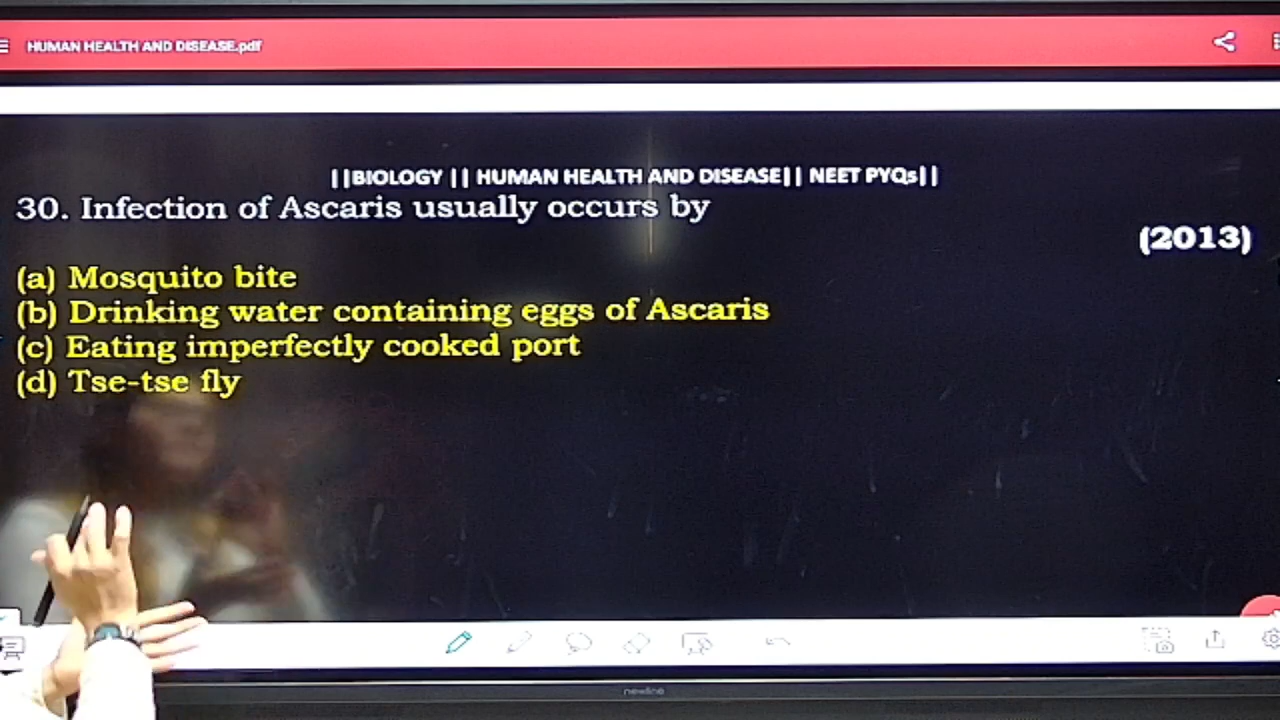 HUMAN HEALTH AND DISEASE.pdf
||BIOLOGY || HUMAN HEALTH AND DISEASE|| NEET PYQs||
30. Infection of Ascaris usually occurs by
(2013)
(a) Mosquito bite
(b) Drinking water containing eggs of Ascaris
(c) Eating imperfectly cooked port
(d) Tse-tse fly
newline